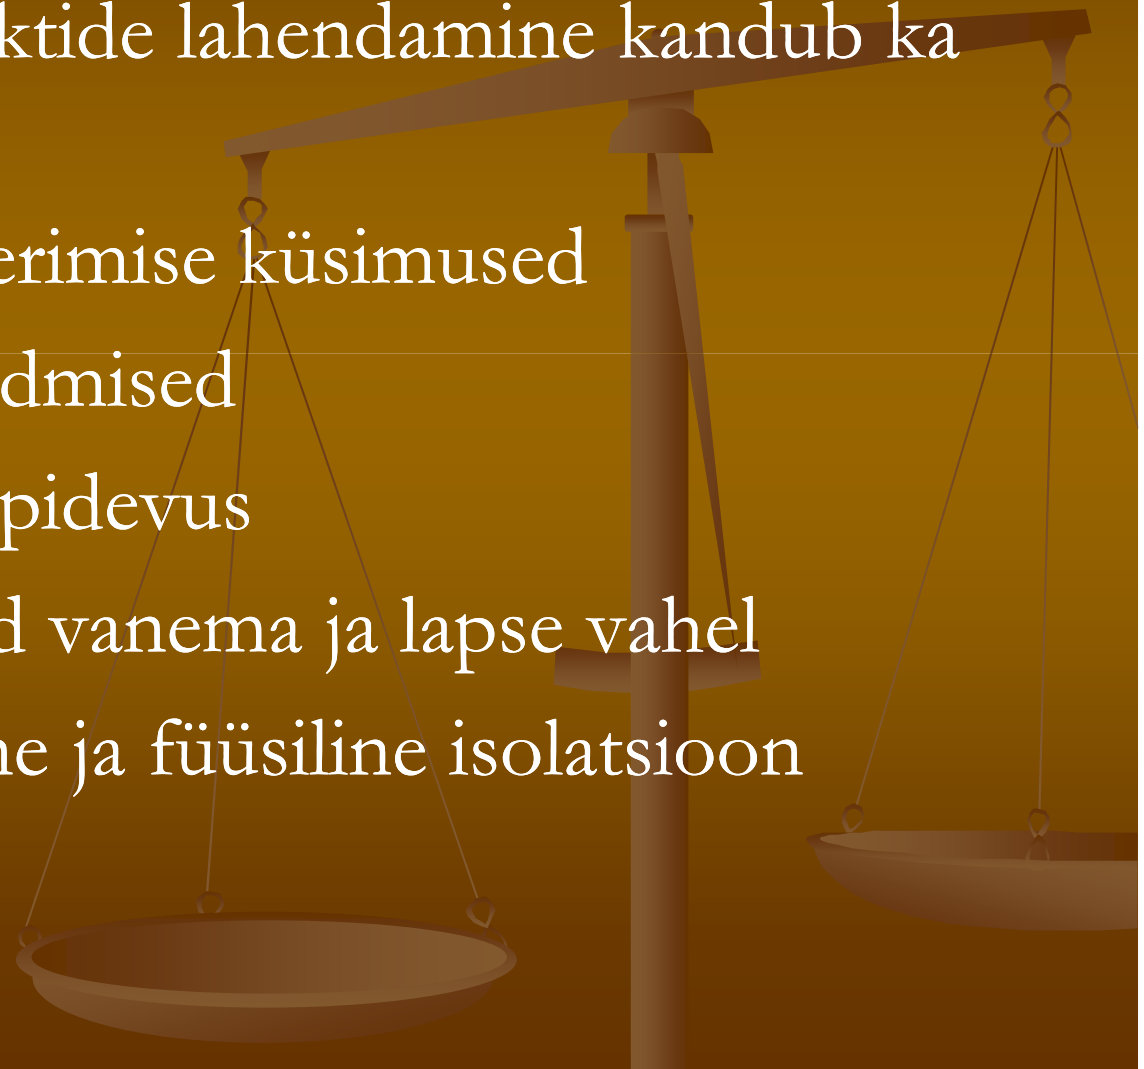 ktide lahendamine kandub ka
erimise küsimused
dmised
pidevus
d vanema ja lapse vahel
ne ja füüsiline isolatsioon